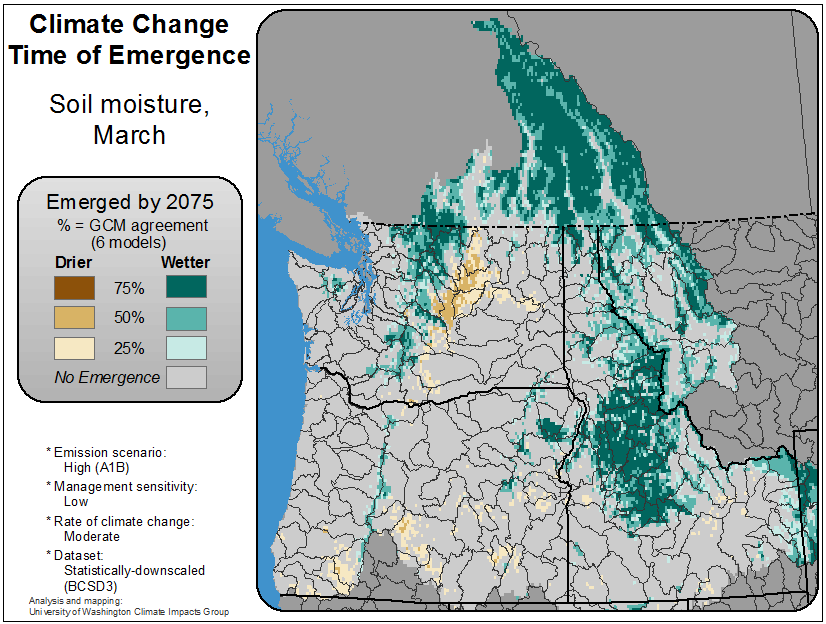 Climate Change
Time of Emergence
Soil moisture,
March
Emerged by 2075
% = GCM agreement
(6 models)
Drier Wetter
75%
50%
25%
No Emergence
* Emission scenario:
High (A1B)
* Management sensitivity:
Low
* Rate of climate change:
Moderate
* Dataset:
Statistically-downscaled
(BCSD3)
Analysis and mapping:
University of Washington Climate Impacts Group